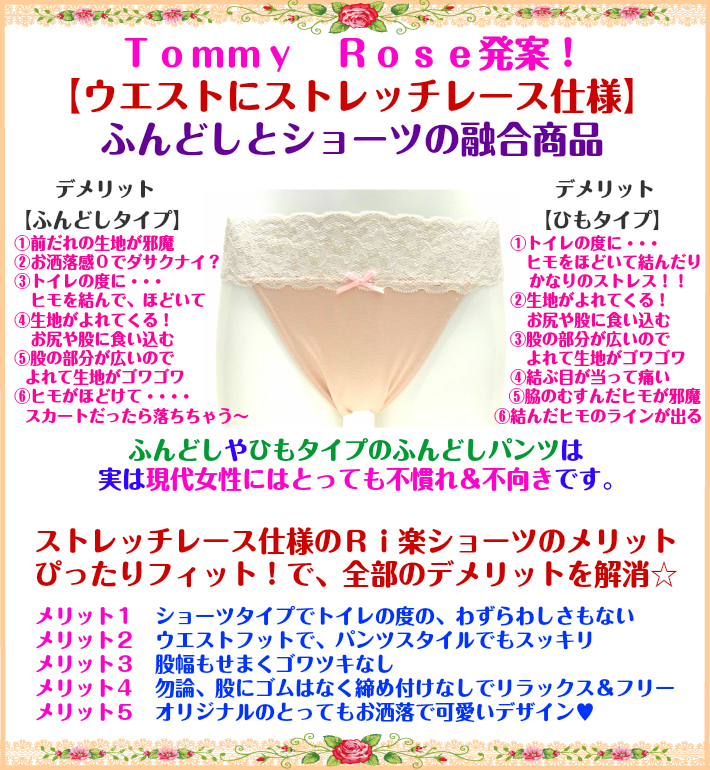 Ｔｏｍｍｙ　Ｒｏｓｅ発案！
【ウエストにストレッチレース仕様】
ふんどしとショーツの融合商品
デメリット
【ふんどしタイプ】
①前だれの生地が邪魔
②お洒落感０でダサクナイ？
③トイレの度に・・・
ヒモを結んで、ほどいて
④生地がよれてくる！
お尻や股に食い込む
⑤股の部分が広いので
よれて生地がゴワゴワ
⑥ヒモがほどけて・・・・
スカートだったら落ちちゃう～
デメリット
【ひもタイプ】
①トイレの度に・・・
ヒモをほどいて結んだり
かなりのストレス！！
②生地がよれてくる！
お尻や股に食い込む
③股の部分が広いので
よれて生地がゴワゴワ
④結ぶ目が当って痛い
⑤脇のむすんだヒモが邪魔
⑥結んだヒモのラインが出る
ふんどしやひもタイプのふんどしパンツは
実は現代女性にはとっても不慣れ＆不向きです。
ストレッチレース仕様のＲｉ楽ショーツのメリット
ぴったりフィット！で、全部のデメリットを解消☆
メリット１　ショーツタイプでトイレの度の、わずらわしさもない
メリット２　ウエストフットで、パンツスタイルでもスッキリ
メリット３　股幅もせまくゴワツキなし
メリット４　勿論、股にゴムはなく締め付けなしでリラックス＆フリー
メリット５　オリジナルのとってもお洒落で可愛いデザイン♥